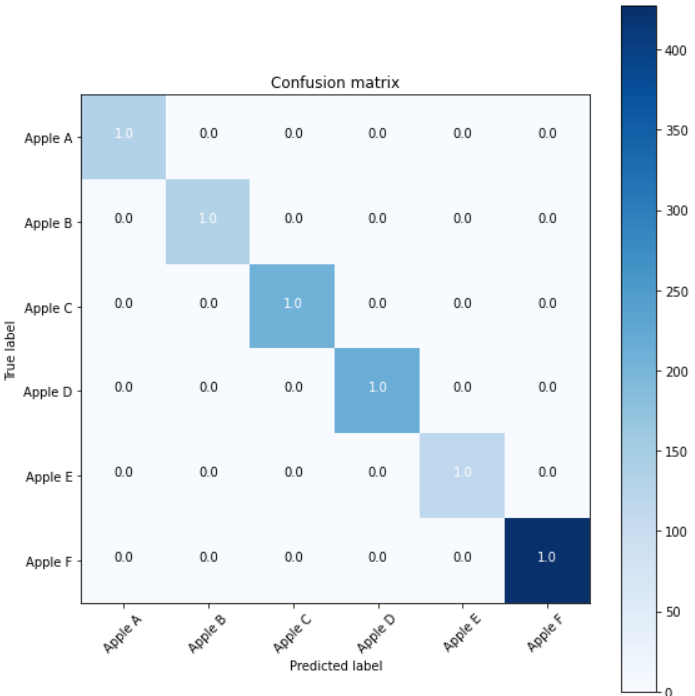 Confusion matrix
True label
Apple A 1.0 0.0 0.0 0.0 0.0 0.0
Apple B 0.0 1.0 0.0 0.0 0.0 0.0
Apple C 0.0 0.0 1.0 0.0 0.0 0.0
Apple D 0.0 0.0 0.0 1.0 0.0 0.0
Apple E 0.0 0.0 0.0 0.0 1.0 0.0
Apple F 0.0 0.0 0.0 0.0 0.0 1.0
Apple A Apple B Apple C Apple D Apple E Apple F
Predicted label
400
350
300
250
200
150
100
50
0